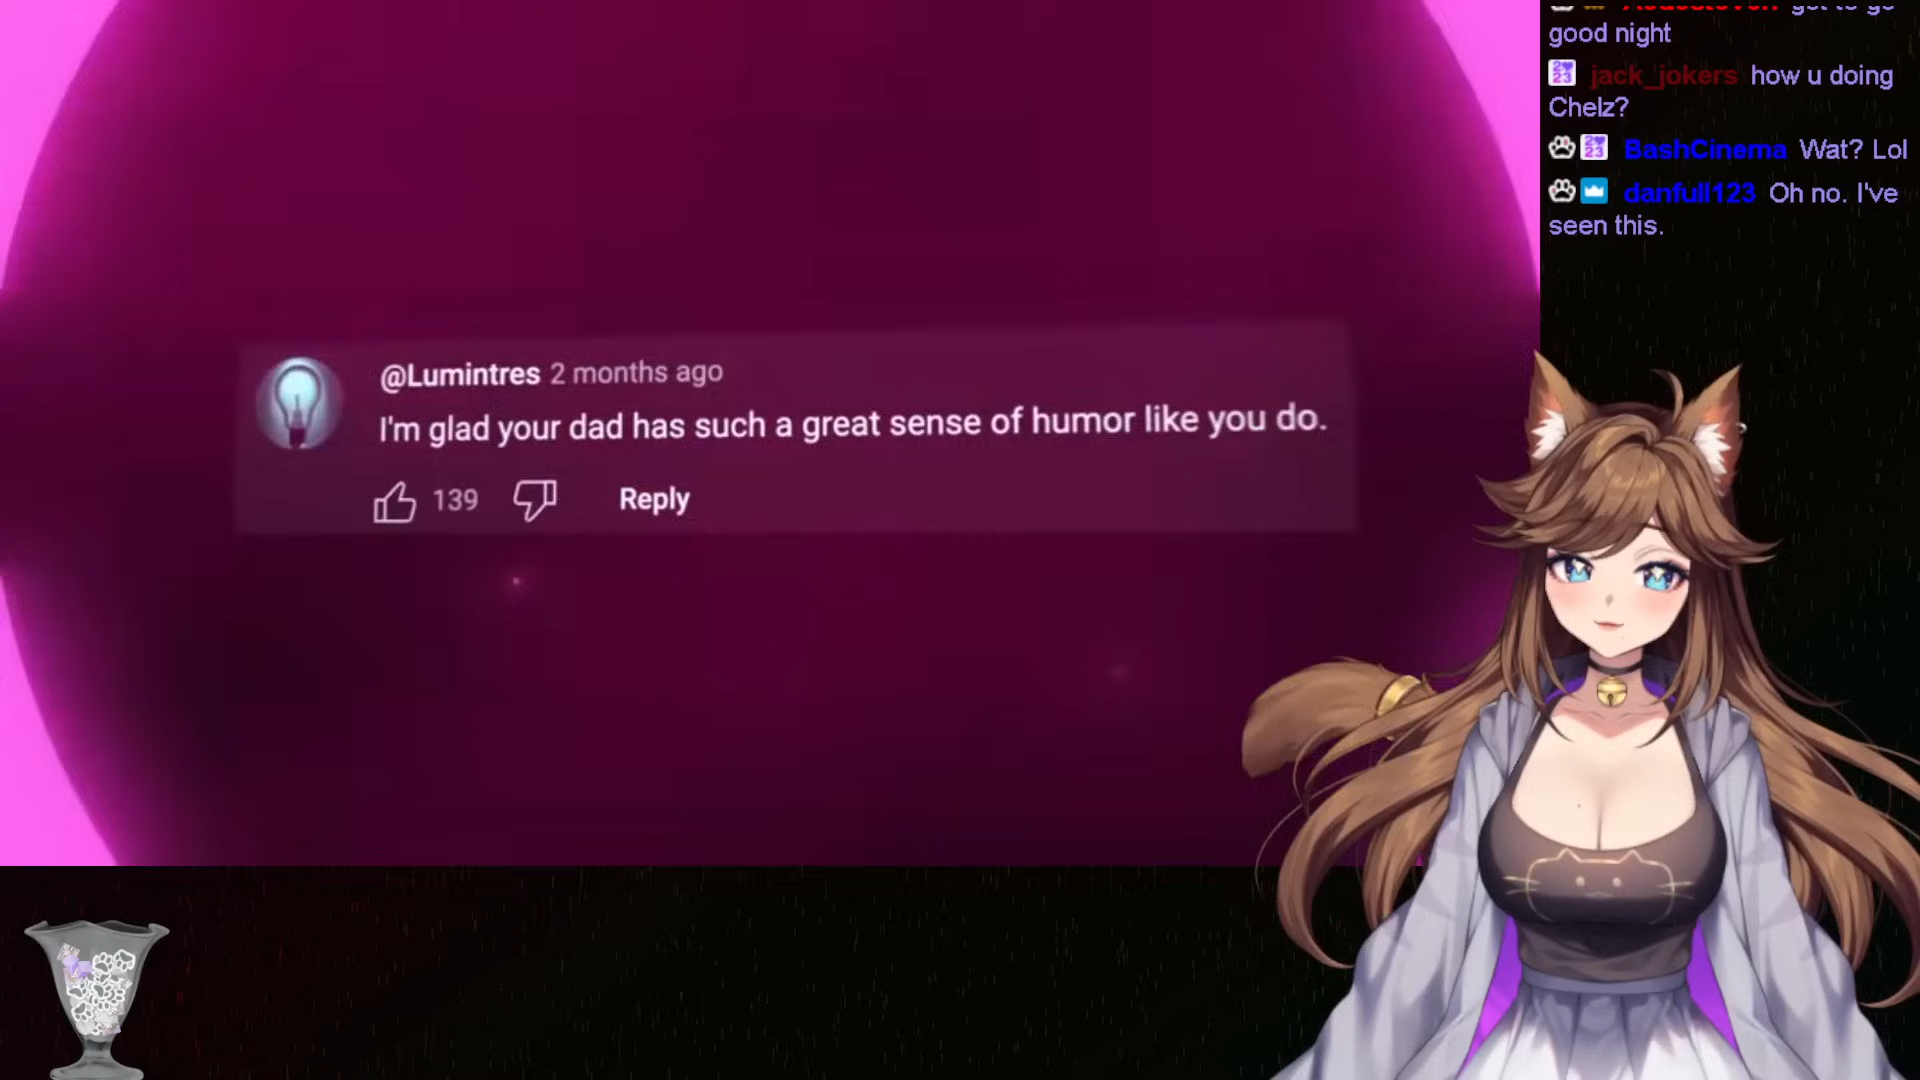 good night
jack_jokers how u doing
Chelz?
BashCinema Wat? Lol
danfull123 Oh no. I've
seen this.
@Lumintres 2 months ago
I'm glad your dad has such a great sense of humor like you do.
139 Reply